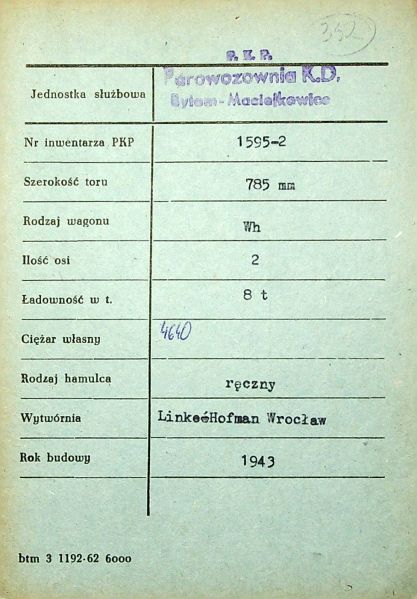 352
P. K. P.
Parowozownia K.D.
Jednostka służbowa Bytom-Maciejkowice
Nr inwentarza PKP 1595-2
Szerokość toru 785 mm
Rodzaj wagonu Wh
Ilość osi 2
Ładowność w t. 8 t
Ciężar własny 4640
Rodzaj hamulca ręczny
Wytwórnia Linke-Hofman Wrocław
Rok budowy 1943
btm 3 1192-62 6000